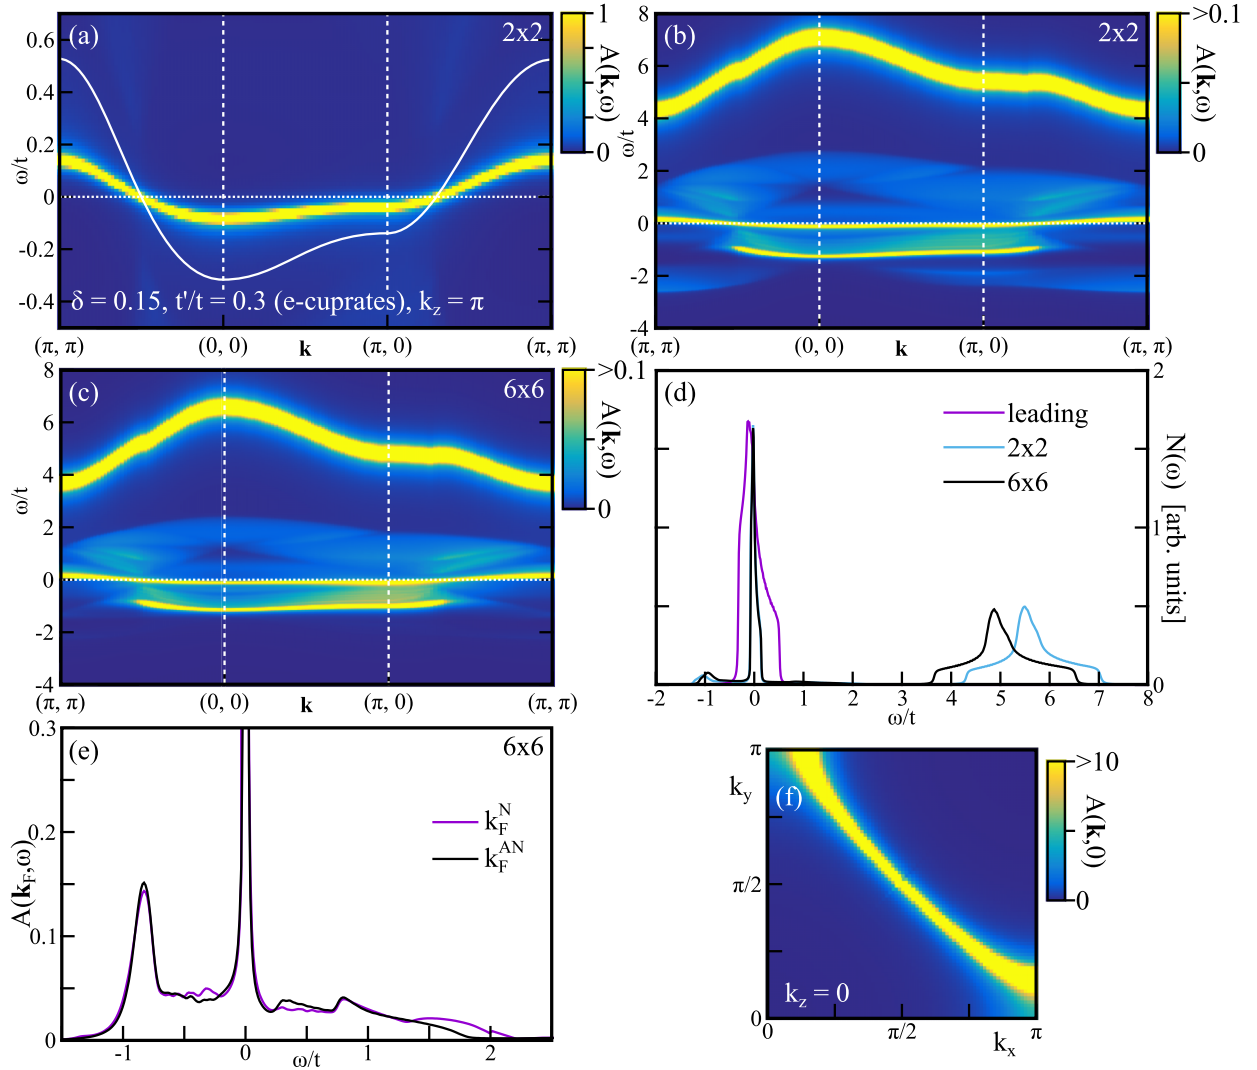 (a)
2x2
0.6
0.4
0.2
0
-0.2
-0.4
ω/t
δ = 0.15, t'/t = 0.3 (e-cuprates), k_z = π
(π, π)
(0, 0)
k
(π, 0)
(π, π)
1
0
A(k,ω)
(b)
2x2
8
6
4
2
0
-2
-4
ω/t
(π, π)
(0, 0)
k
(π, 0)
(π, π)
>0.1
0
A(k,ω)
(c)
6x6
8
6
4
2
0
-2
-4
ω/t
(π, π)
(0, 0)
k
(π, 0)
(π, π)
>0.1
0
A(k,ω)
(d)
leading
2x2
6x6
2
1
0
N(ω) [arb. units]
-2
-1
0
1
2
3
4
5
6
7
8
ω/t
(e)
6x6
0.3
0.2
0.1
0
A(k_F,ω)
k_F^N
k_F^AN
-1
0
1
2
ω/t
(f)
π
k_y
π/2
0
k_z = 0
0
π/2
k_x
π
>10
0
A(k,0)